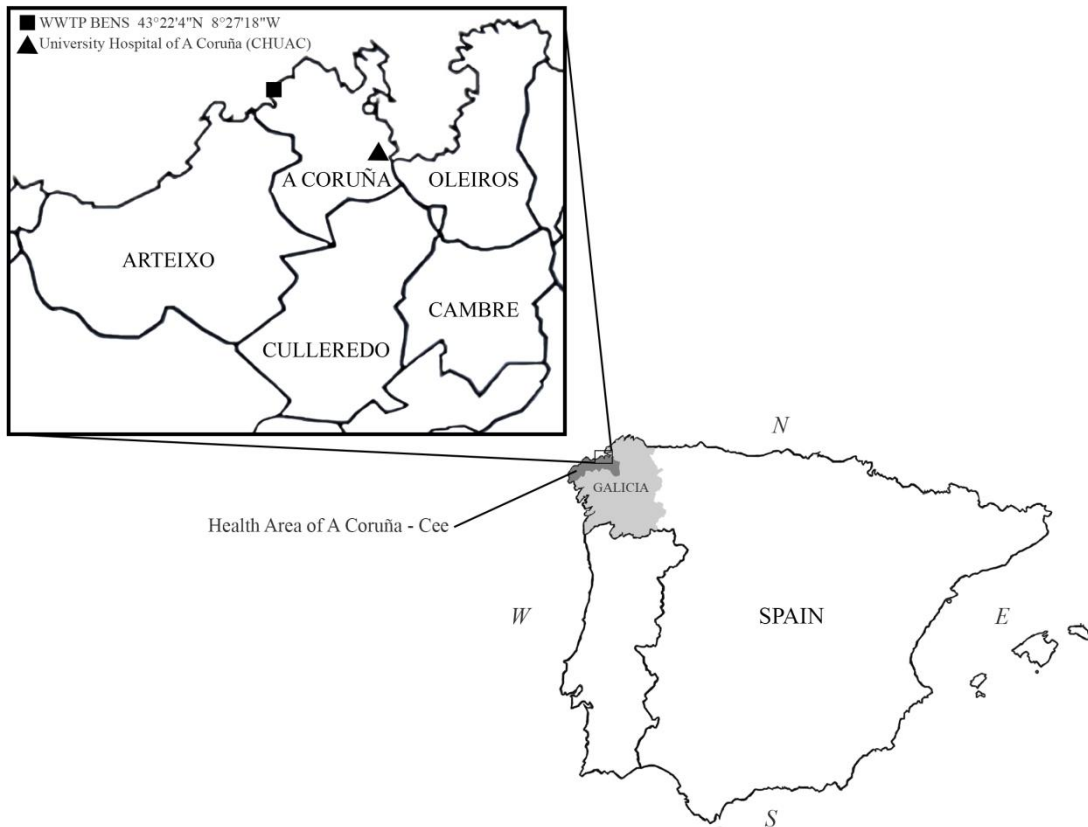 WWTP BENS 43°22'4"N 8°27'18"W
University Hospital of A Coruña (CHUAC)
A CORUÑA
OLEIROS
ARTEIXO
CAMBRE
CULLEREDO
N
GALICIA
Health Area of A Coruña - Cee
W
SPAIN
E
S